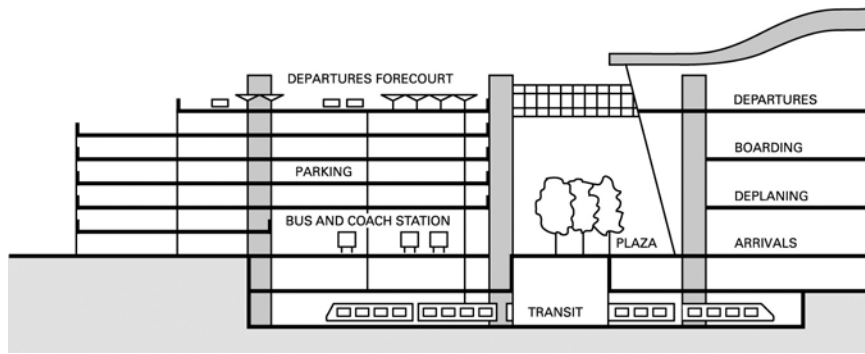 DEPARTURES FORECOURT
DEPARTURES
BOARDING
PARKING
DEPLANING
BUS AND COACH STATION
PLAZA
ARRIVALS
TRANSIT